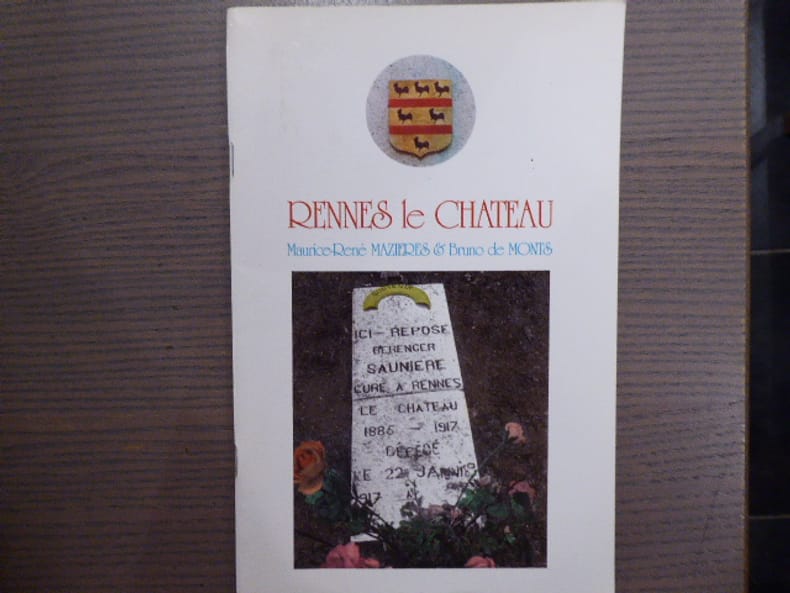 RENNES le CHATEAU
Maurice-René MAZIERES & Bruno de MONTS
ICI - REPOSE
BERENGER
SAUNIERE
CURE A RENNES
LE CHATEAU
1885 - 1917
DÉCÉDÉ
LE 22 JANVIER
1917